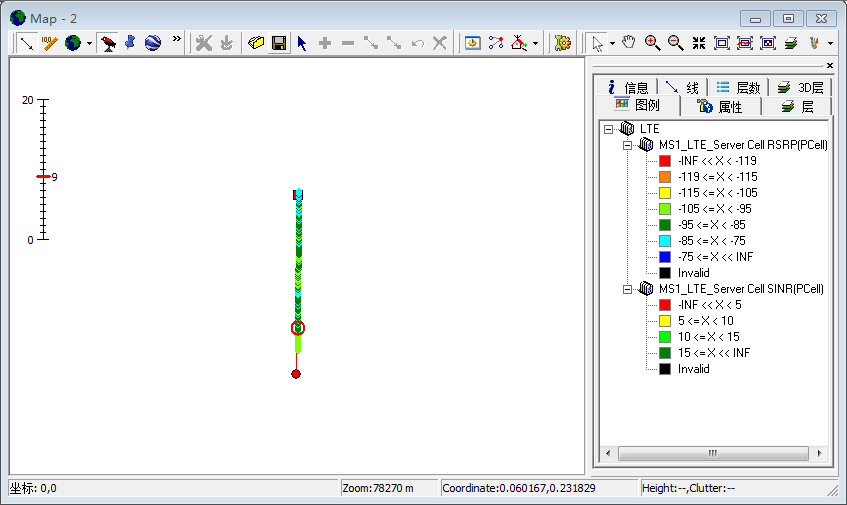 Map - 2
100
»
信息
线
层数
3D层
图例
属性
层
20
9
0
LTE
MS1_LTE_Server Cell RSRP(PCell)
-INF << X < -119
-119 <= X < -115
-115 <= X < -105
-105 <= X < -95
-95 <= X < -85
-85 <= X < -75
-75 <= X << INF
Invalid
MS1_LTE_Server Cell SINR(PCell)
-INF << X < 5
5 <= X < 10
10 <= X < 15
15 <= X << INF
Invalid
坐标: 0,0
Zoom:78270 m
Coordinate:0.060167,0.231829
Height:--,Clutter:--